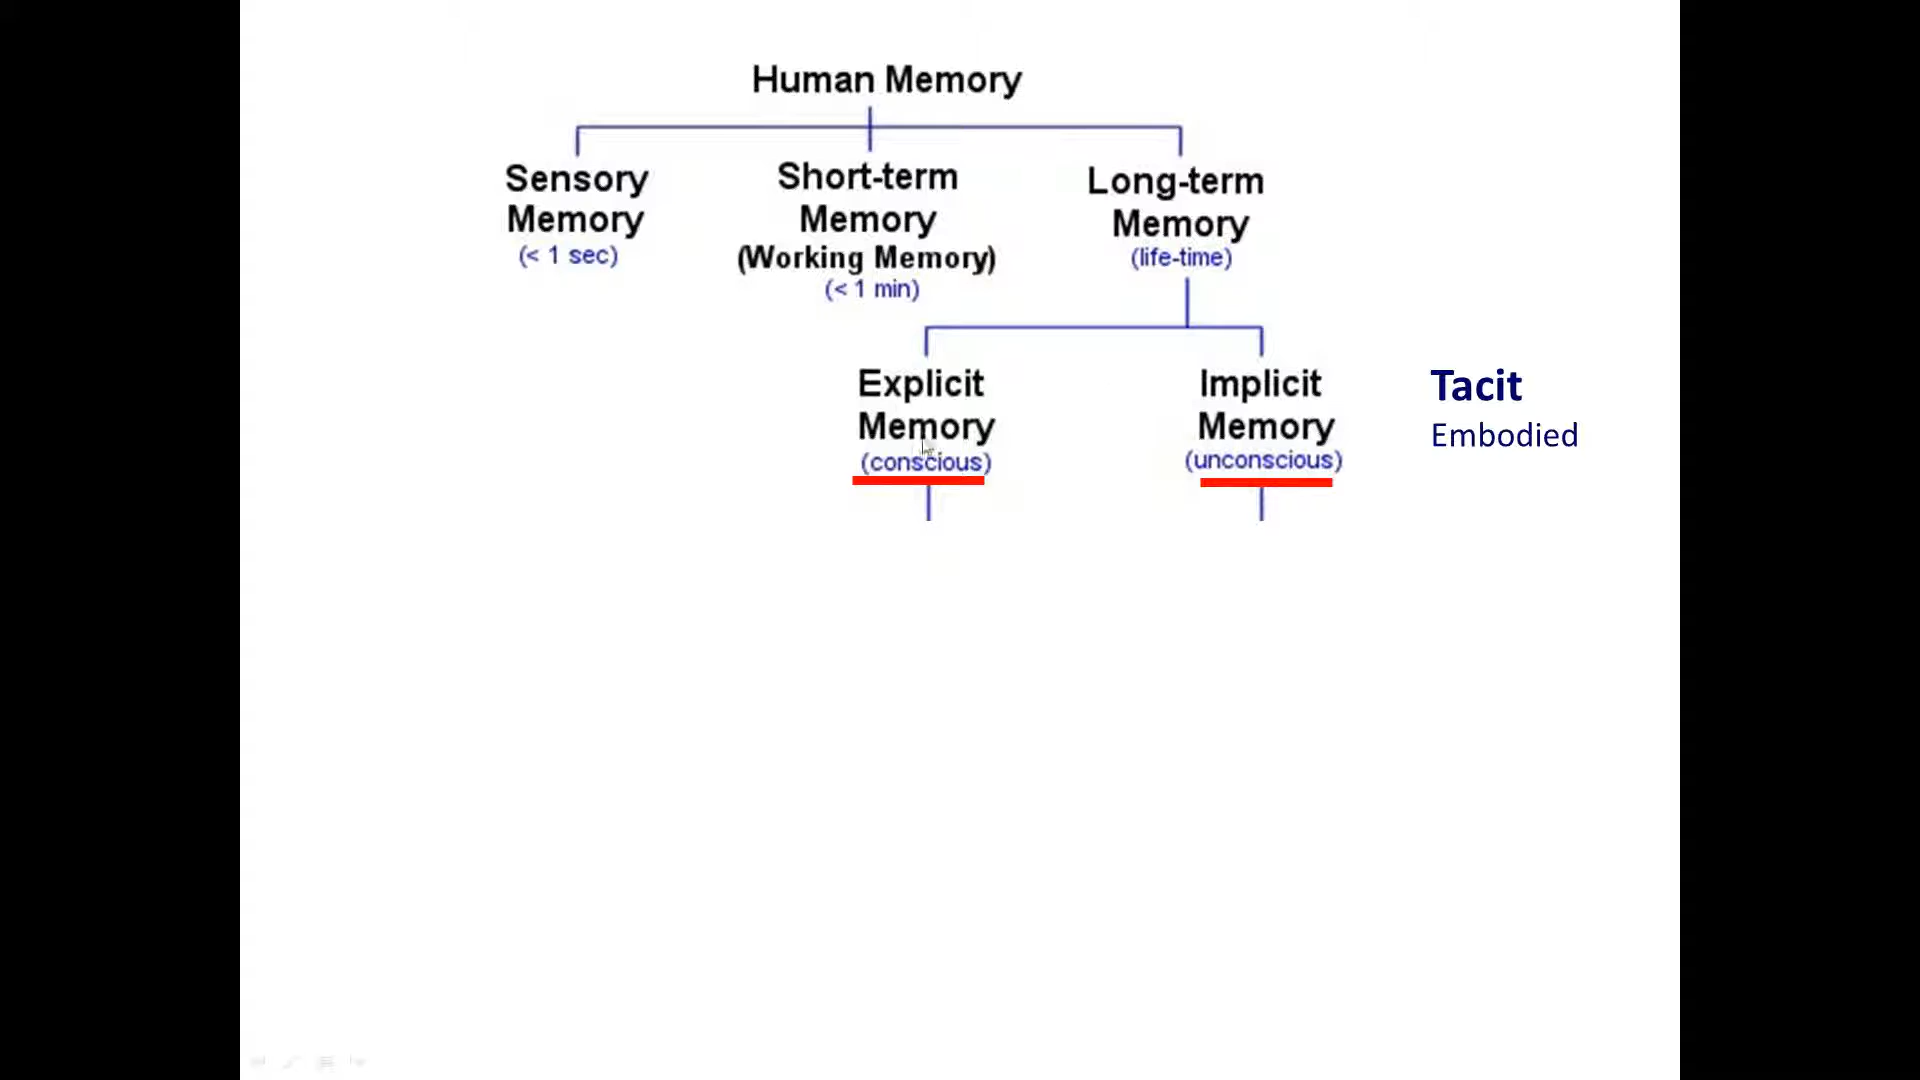 Human Memory
Sensory
Memory
(< 1 sec)
Short-term
Memory
(Working Memory)
(< 1 min)
Long-term
Memory
(life-time)
Explicit
Memory
(conscious)
Implicit
Memory
(unconscious)
Tacit
Embodied